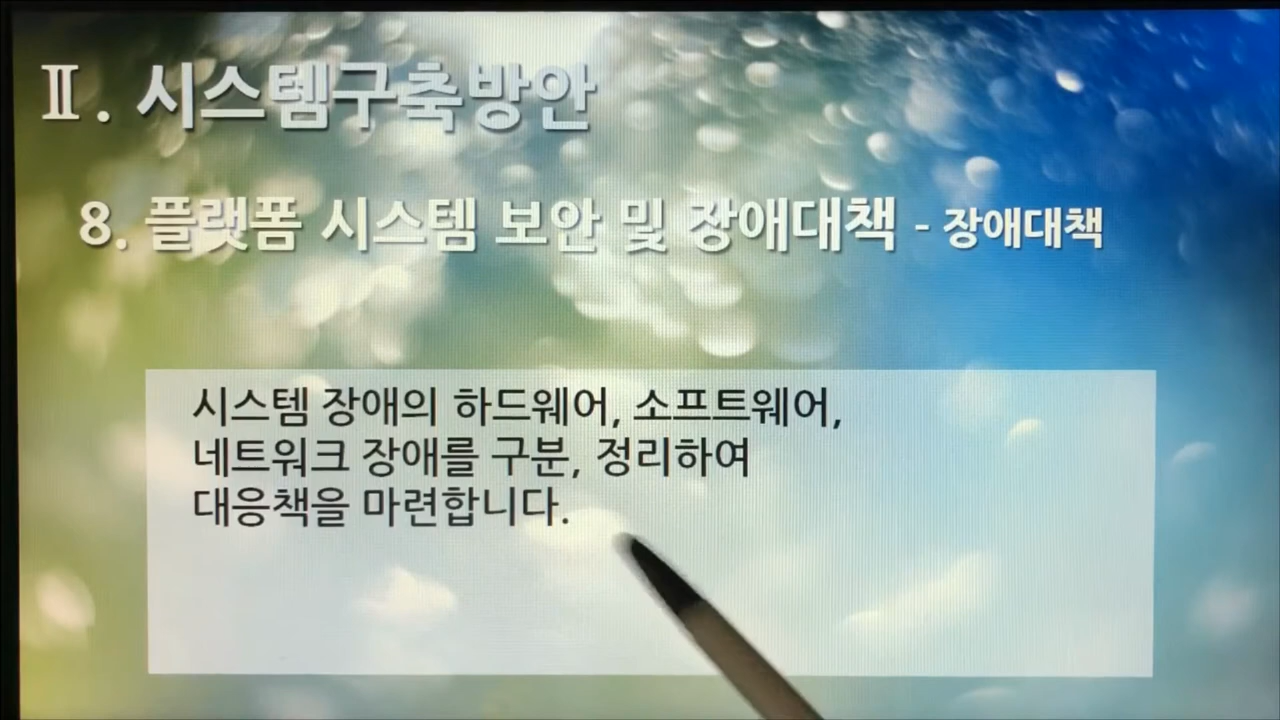 Ⅱ. 시스템구축방안
8. 플랫폼 시스템 보안 및 장애대책 - 장애대책
시스템 장애의 하드웨어, 소프트웨어,
네트워크 장애를 구분, 정리하여
대응책을 마련합니다.